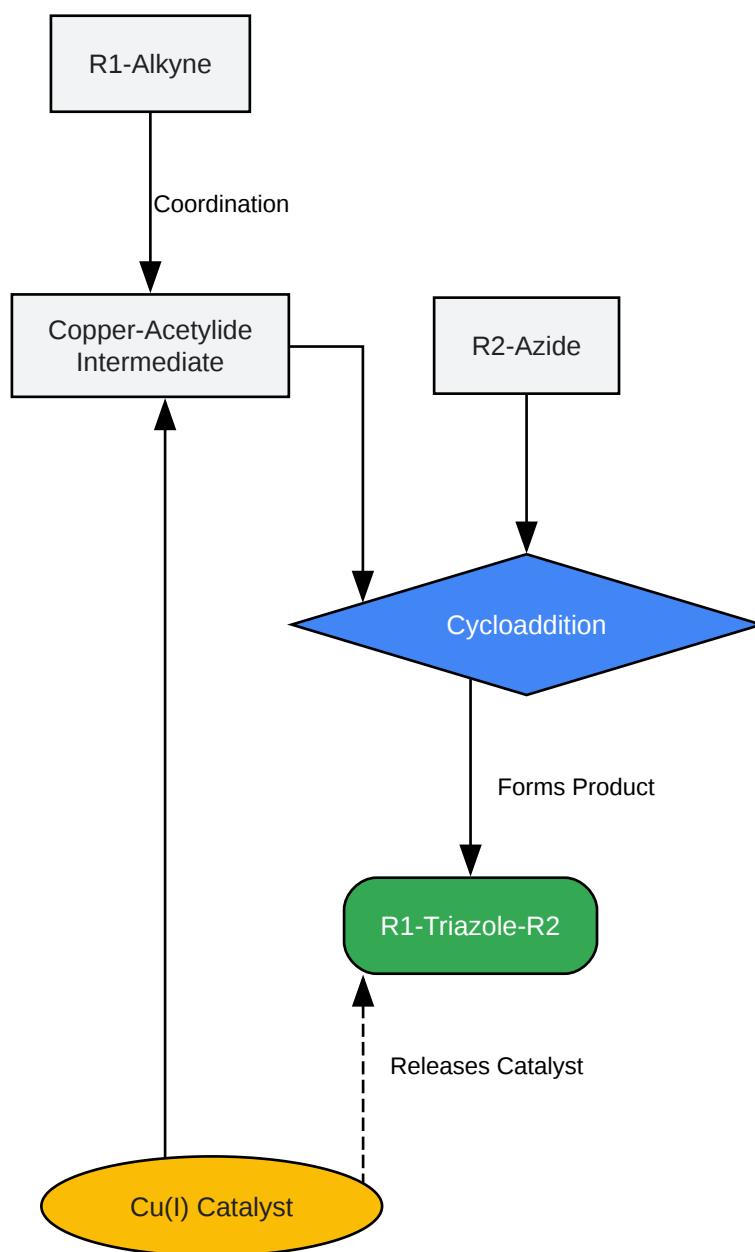 R1-Alkyne
Coordination
Copper-Acetylide
Intermediate
R2-Azide
Cycloaddition
Forms Product
R1-Triazole-R2
Releases Catalyst
Cu(I) Catalyst